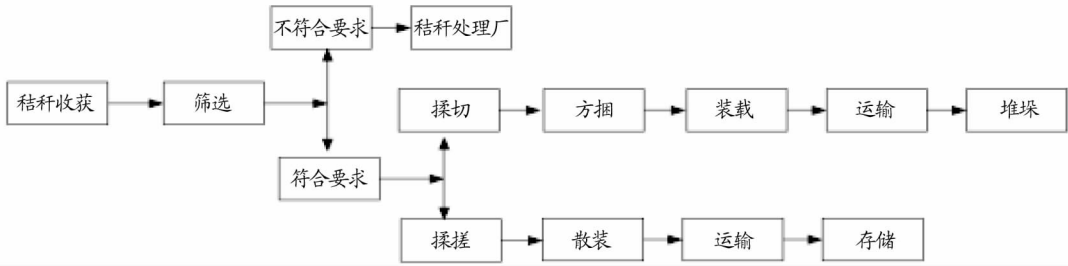 不符合要求
秸秆处理厂
秸秆收获
筛选
揉切
方捆
装载
运输
堆垛
符合要求
揉搓
散装
运输
存储